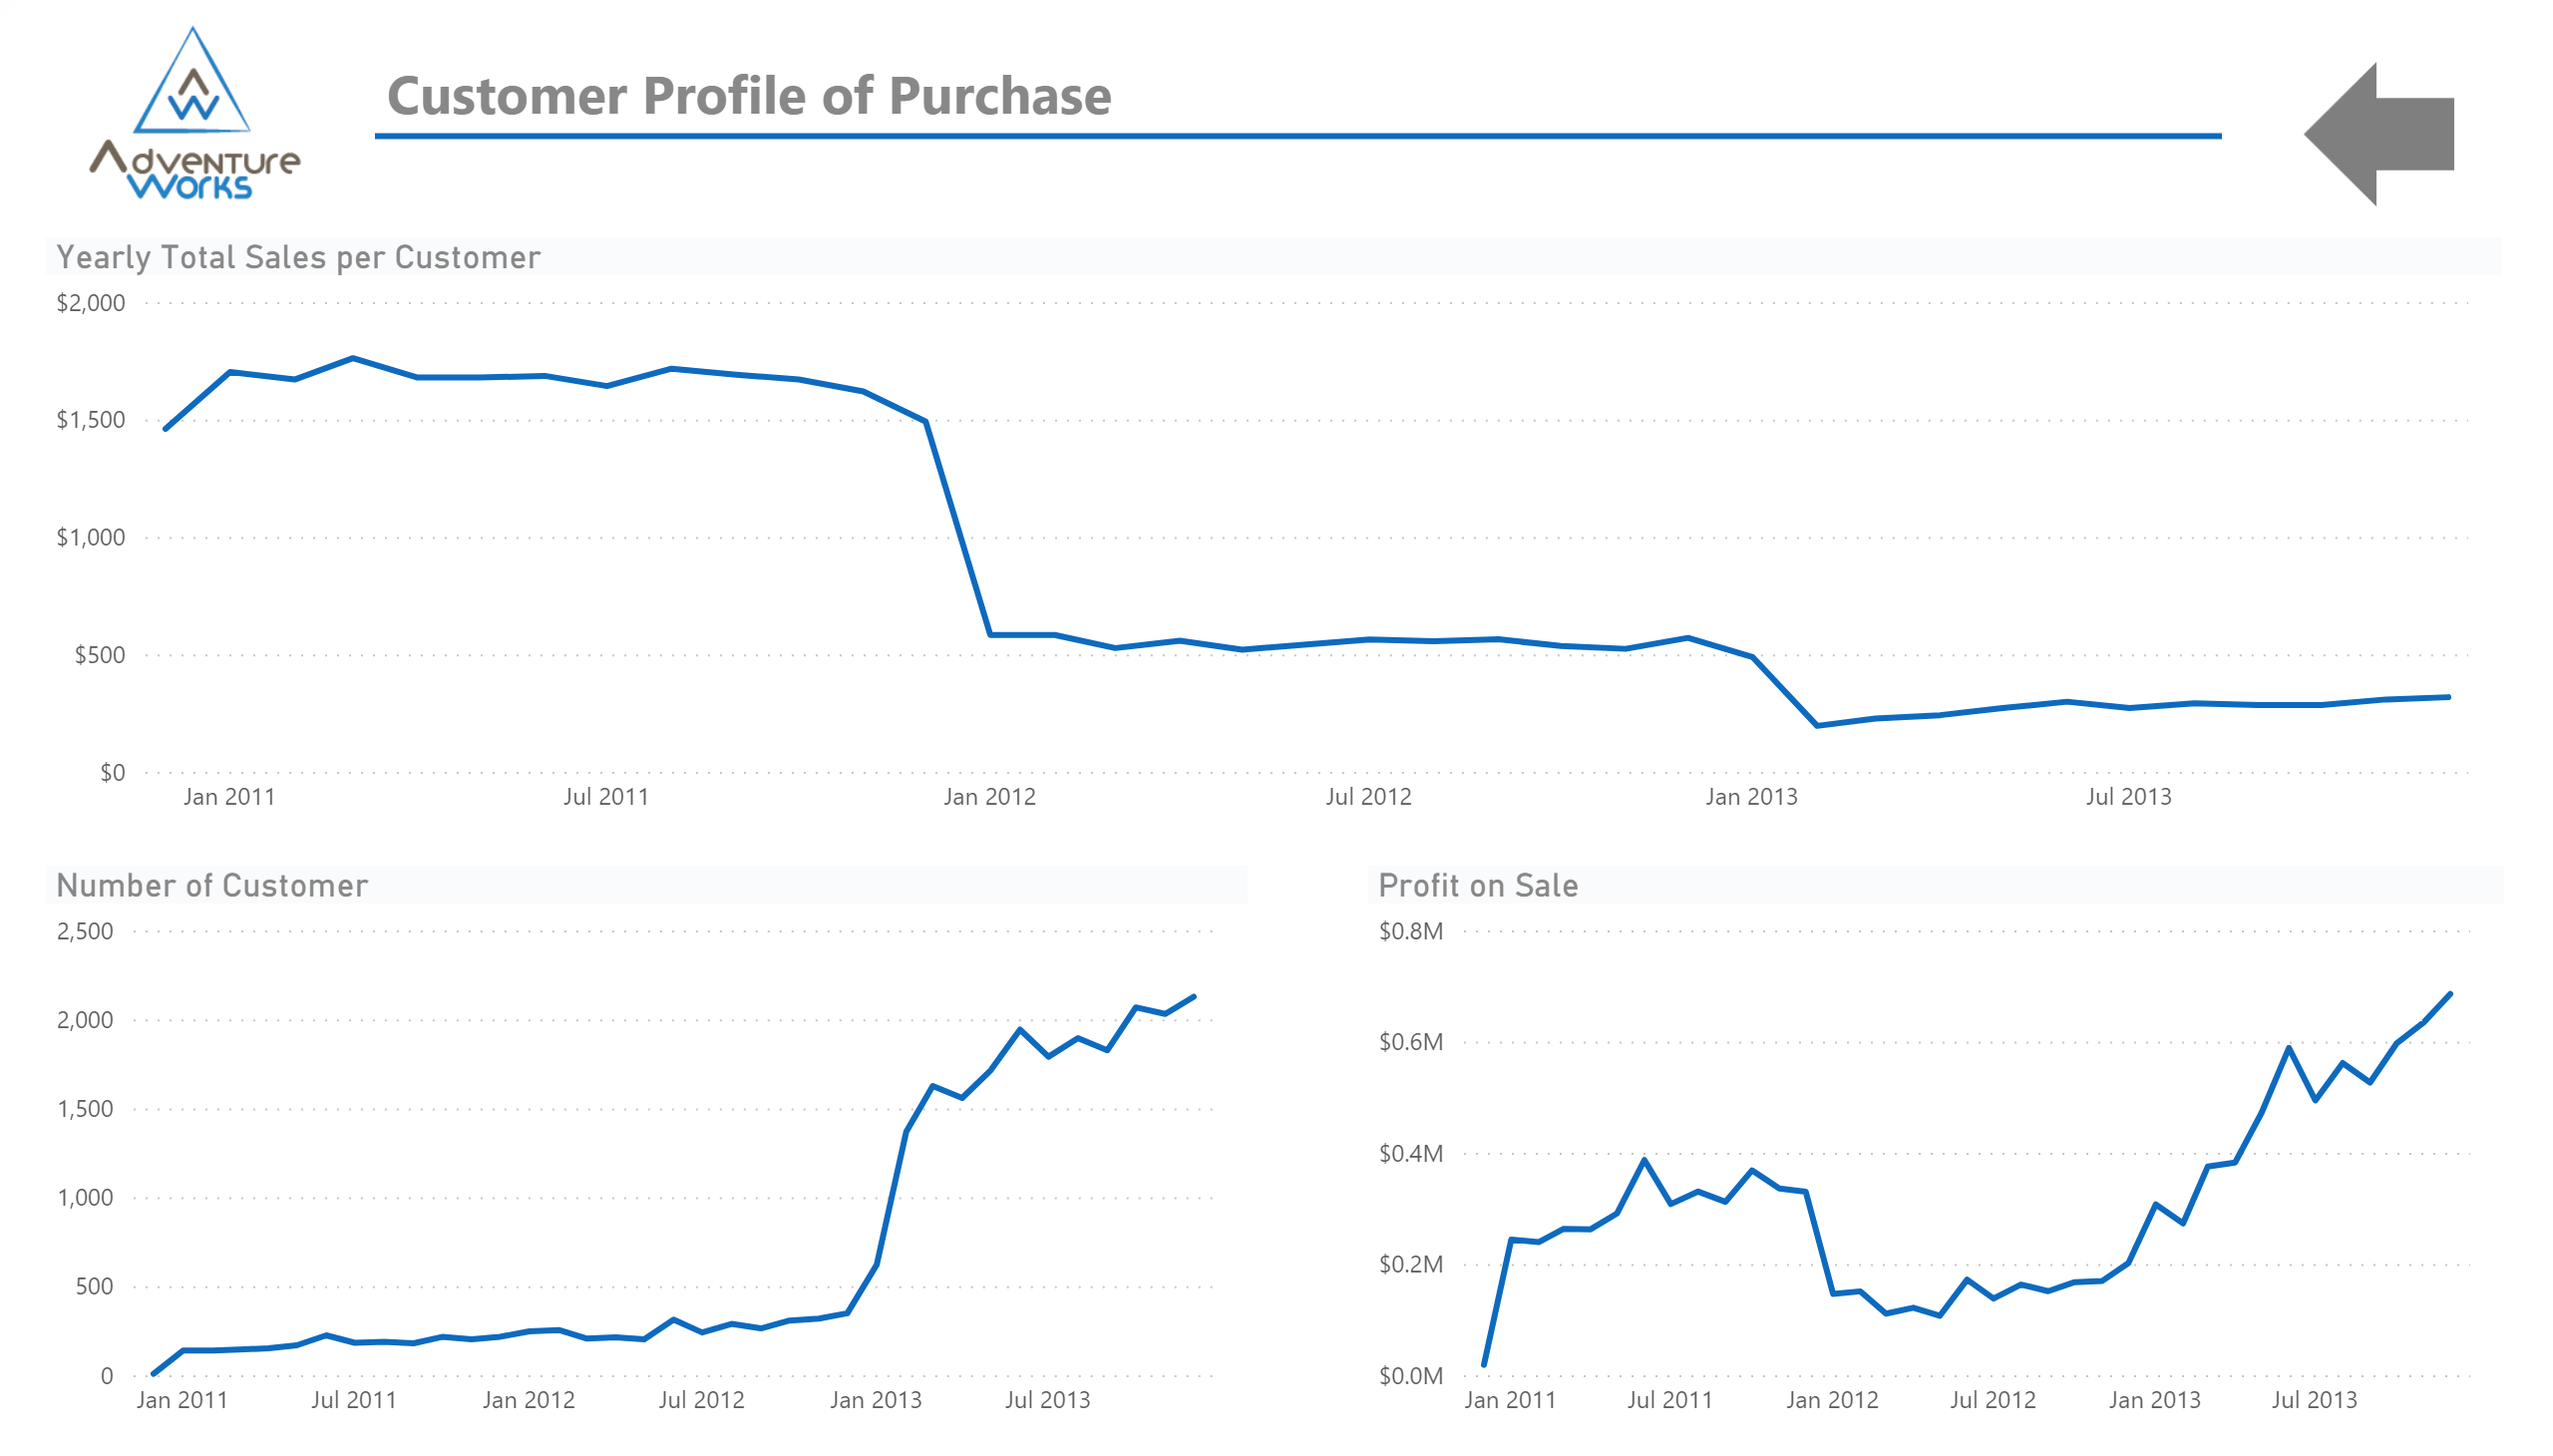 AW
Adventure
Works
Customer Profile of Purchase
Yearly Total Sales per Customer
$2,000
$1,500
$1,000
$500
$0
Jan 2011 Jul 2011 Jan 2012 Jul 2012 Jan 2013 Jul 2013
Number of Customer
2,500
2,000
1,500
1,000
500
0
Jan 2011 Jul 2011 Jan 2012 Jul 2012 Jan 2013 Jul 2013
Profit on Sale
$0.8M
$0.6M
$0.4M
$0.2M
$0.0M
Jan 2011 Jul 2011 Jan 2012 Jul 2012 Jan 2013 Jul 2013